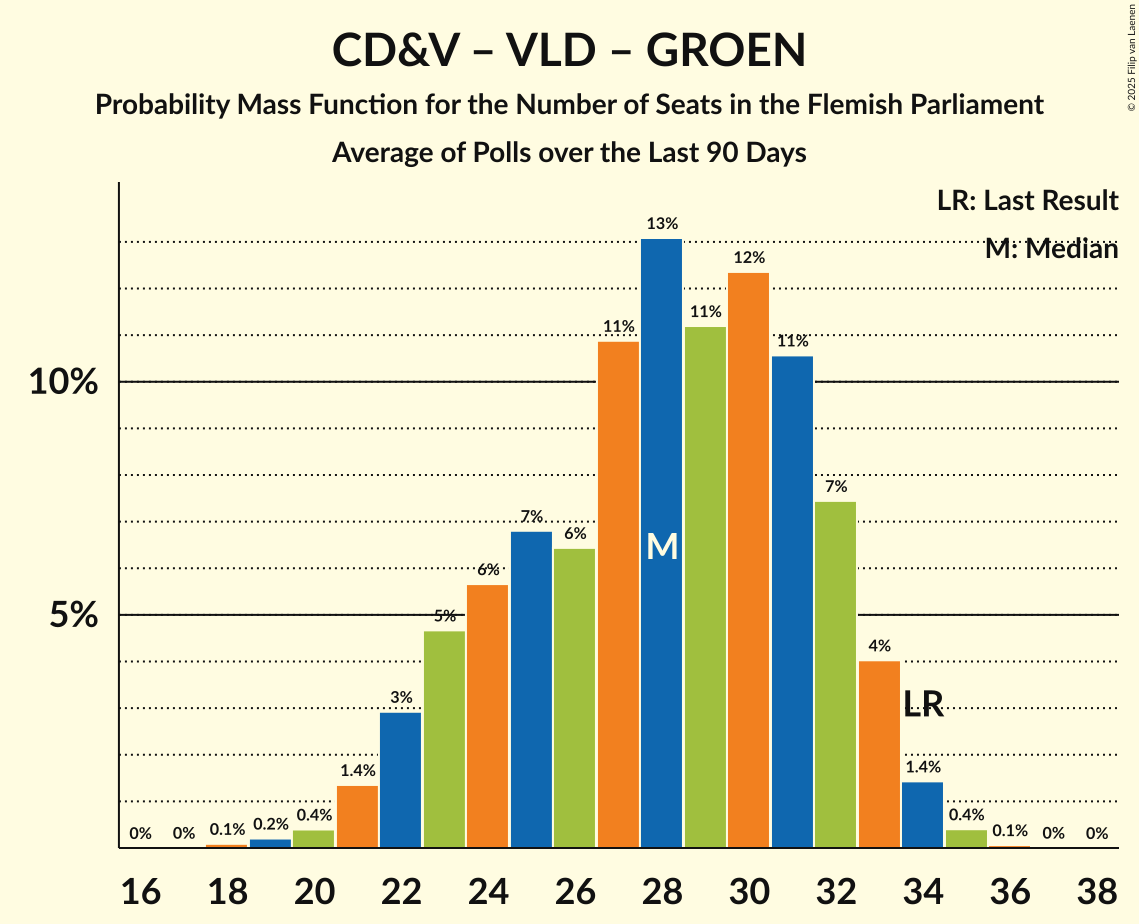 CD&V – VLD – GROEN
Probability Mass Function for the Number of Seats in the Flemish Parliament
Average of Polls over the Last 90 Days
© 2025 Filip van Laenen
LR: Last Result
M: Median
10%
5%
0%
0%
0.1%
0.2%
0.4%
1.4%
3%
5%
6%
7%
6%
11%
13%
11%
12%
11%
7%
4%
1.4%
0.4%
0.1%
0%
0%
M
LR
16 18 20 22 24 26 28 30 32 34 36 38